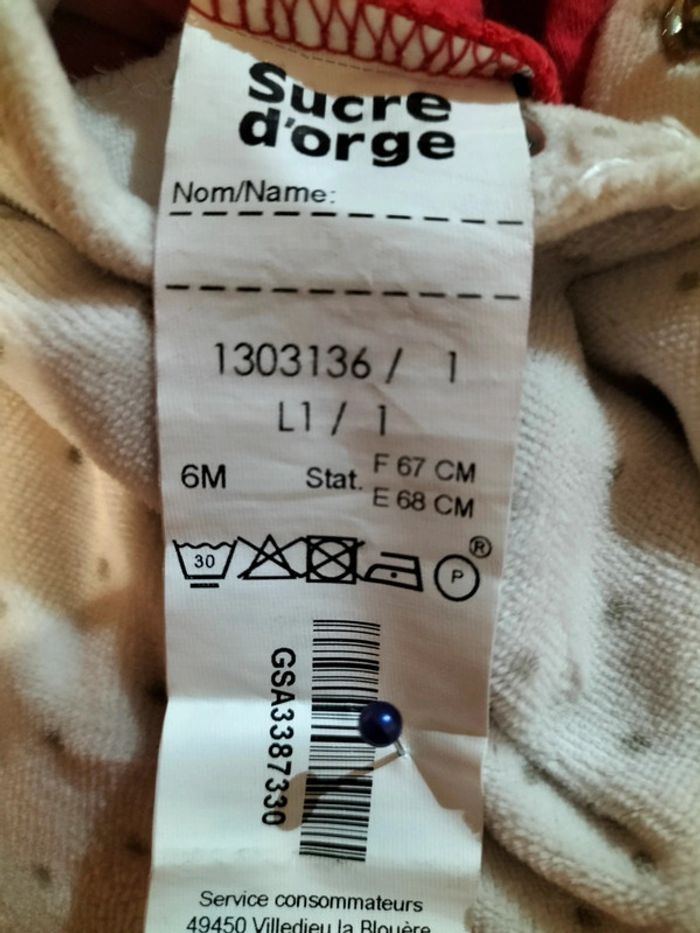 Sucre
d'orge
Nom/Name:
1303136 / 1
L1 / 1
6M Stat. F 67 CM
E 68 CM
30
P
®
GSA3387330
Service consommateurs
49450 Villedieu la Blouère